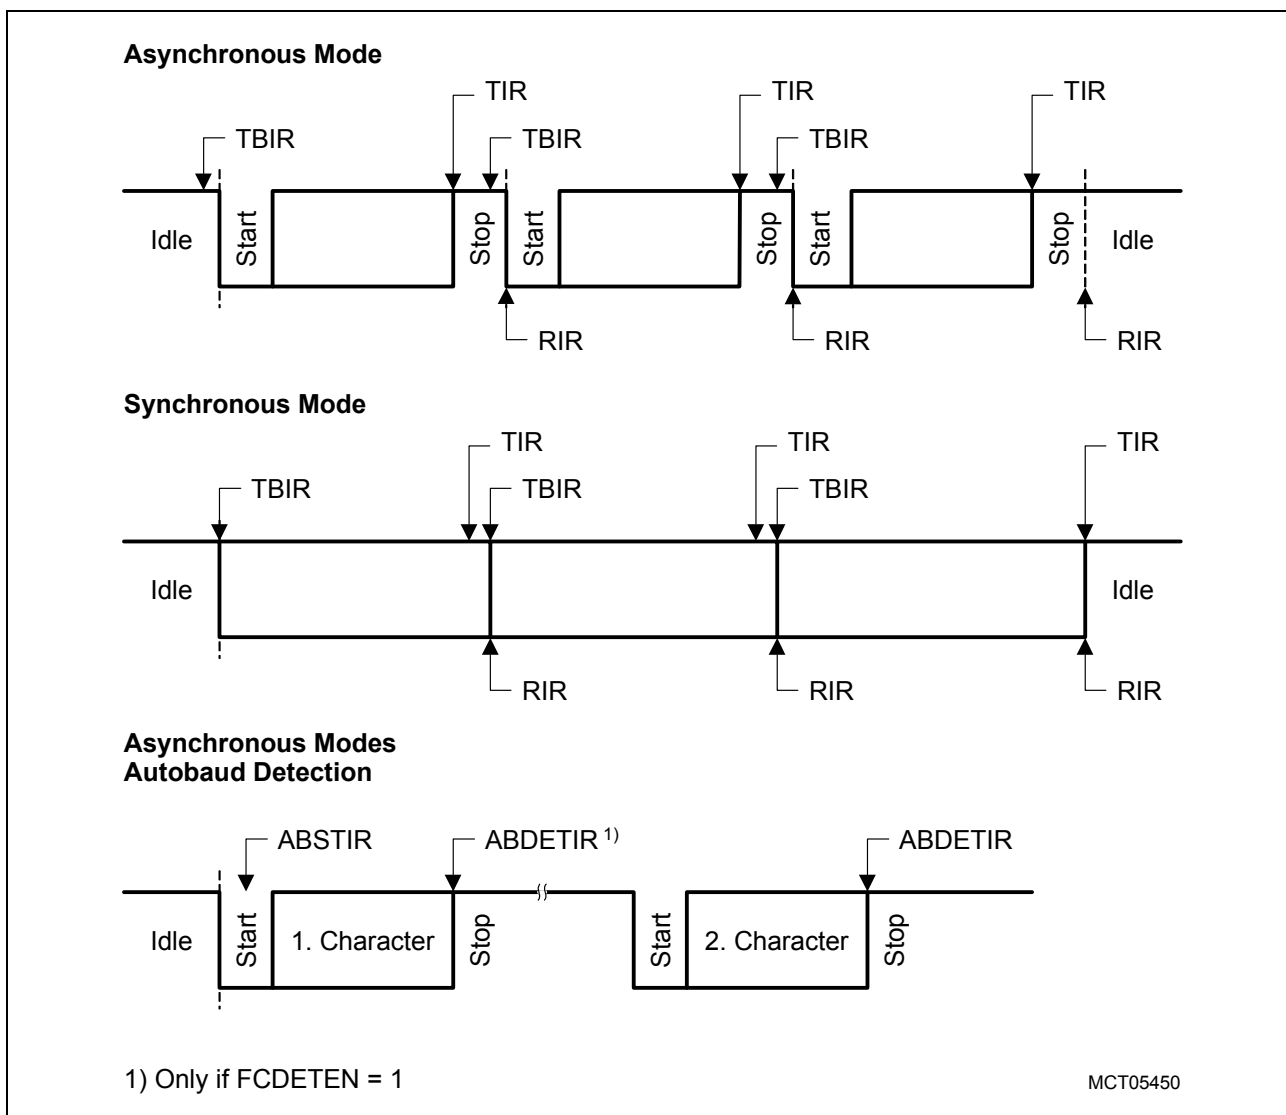 Asynchronous Mode
TIR TIR TIR
TBIR TBIR TBIR
Idle Start Stop Start Stop Start Stop Idle
RIR RIR RIR
Synchronous Mode
TIR TIR TIR
TBIR TBIR TBIR
Idle Idle
RIR RIR RIR
Asynchronous Modes
Autobaud Detection
ABSTIR ABDETIR 1) ABDETIR
Idle Start 1. Character Stop Start 2. Character Stop
1) Only if FCDETEN = 1
MCT05450